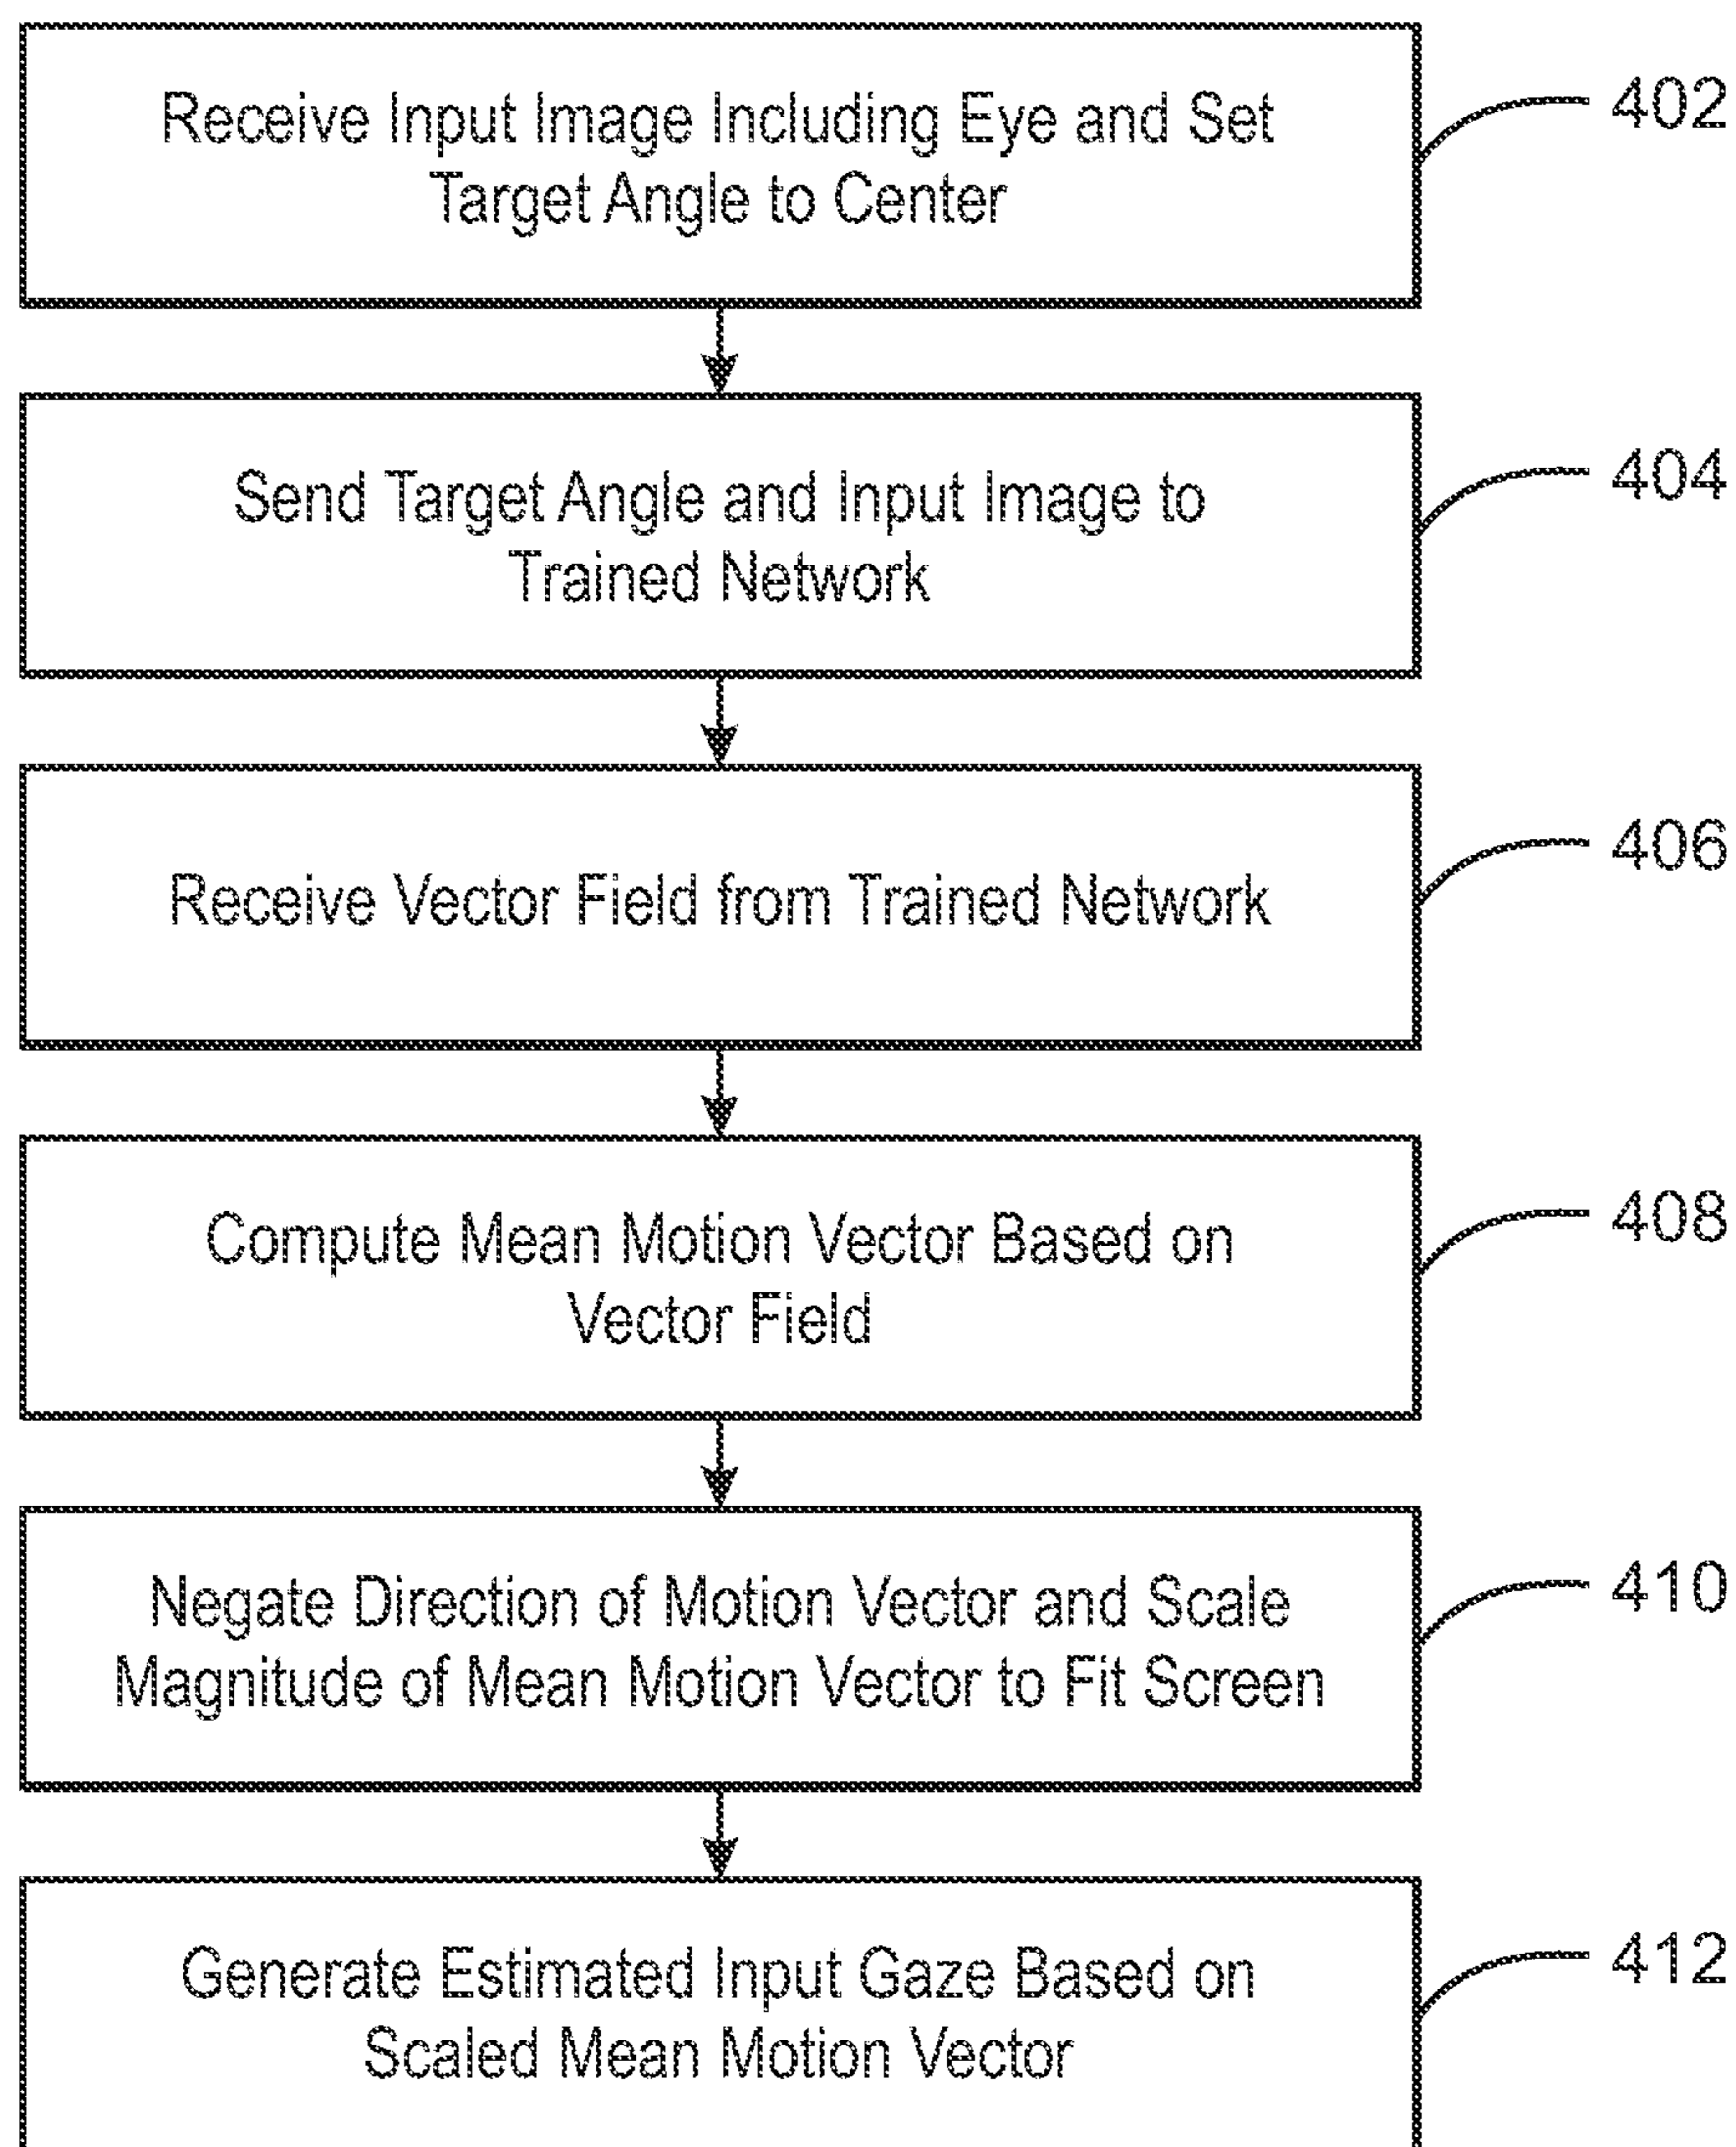 Receive Input Image Including Eye and Set
Target Angle to Center
402
Send Target Angle and Input Image to
Trained Network
404
Receive Vector Field from Trained Network
406
Compute Mean Motion Vector Based on
Vector Field
408
Negate Direction of Motion Vector and Scale
Magnitude of Mean Motion Vector to Fit Screen
410
Generate Estimated Input Gaze Based on
Scaled Mean Motion Vector
412